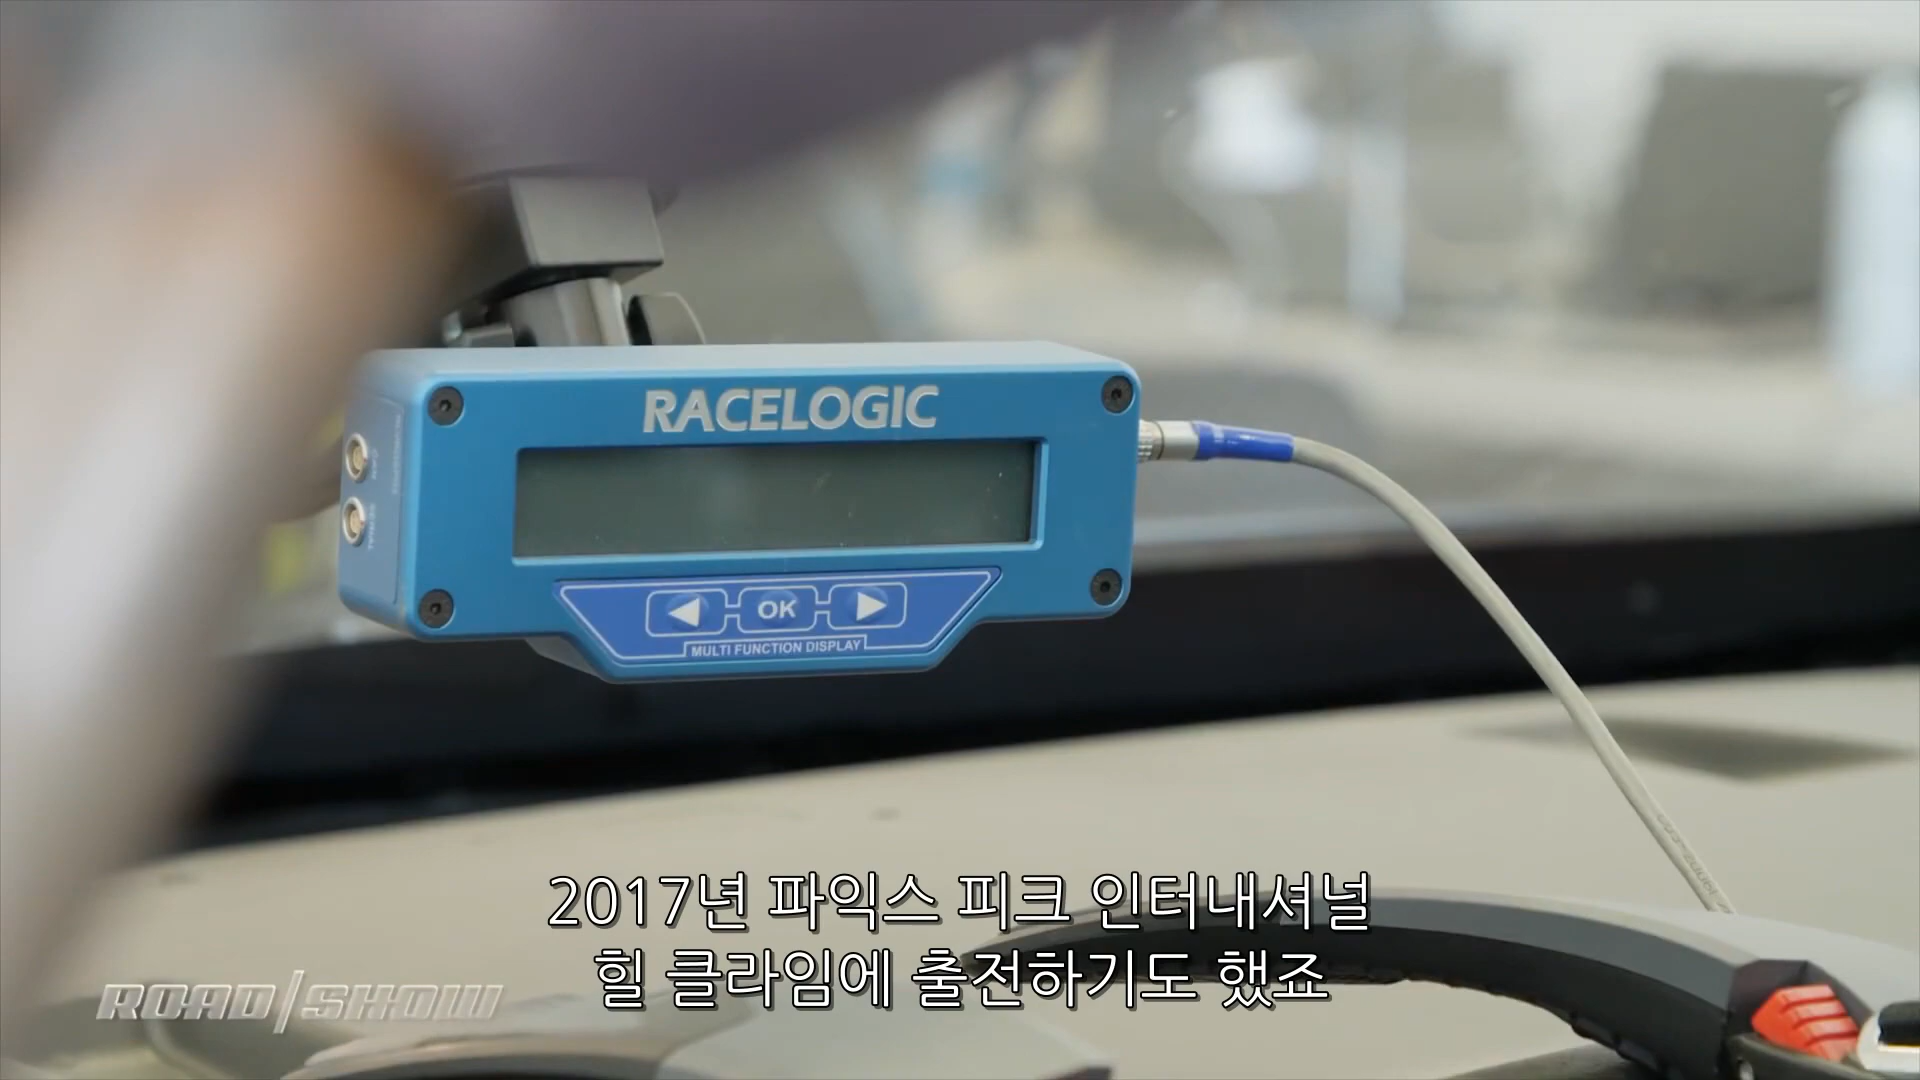 RACELOGIC
OK
MULTI FUNCTION DISPLAY
2017년 파익스 피크 인터내셔널
힐 클라임에 출전하기도 했죠
ROAD/SHOW